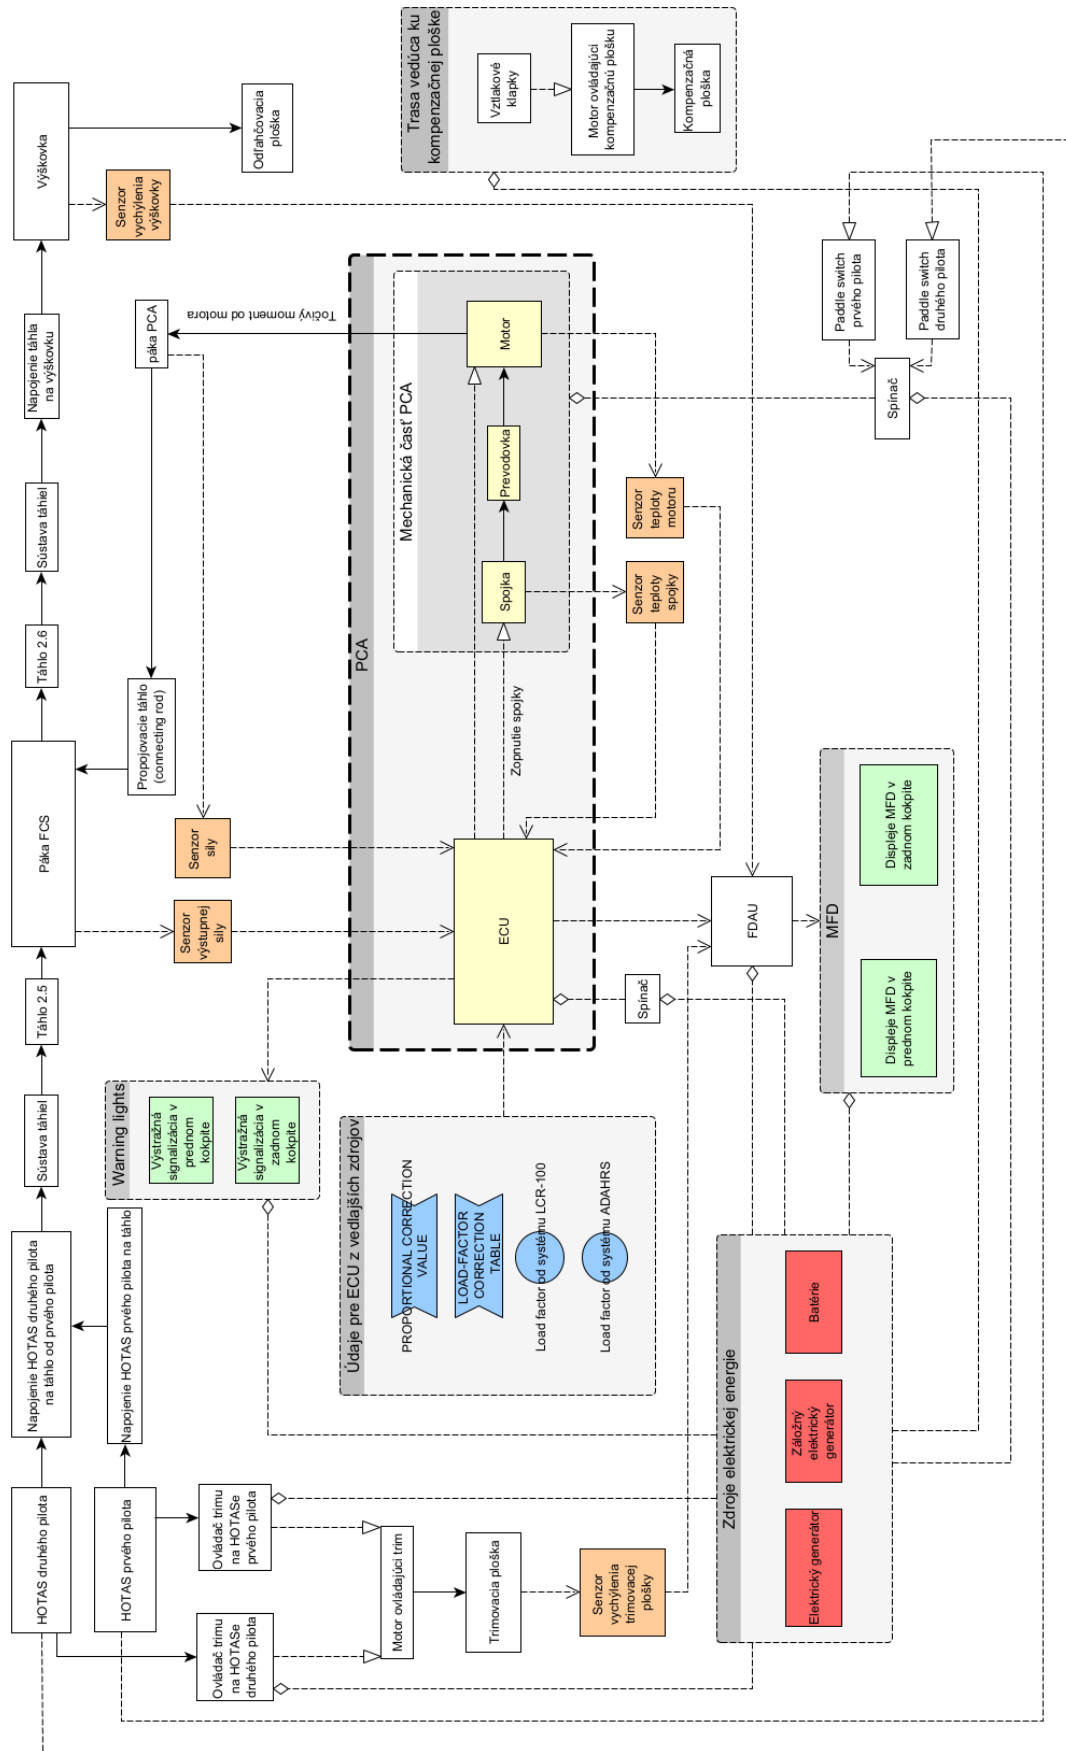 HOTAS druhého pilota
Napojenie HOTAS druhého pilota
na táhlo od prvého pilota
Sústava táhiel
Táhlo 2.5
Páka FCS
Táhlo 2.6
Sústava táhiel
Napojenie táhla
na výškovku
Výškovka
HOTAS prvého pilota
Napojenie HOTAS prvého pilota na táhlo
Warning lights
Výstražná
signalizácia v
prednom
kokpite
Výstražná
signalizácia v
zadnom
kokpite
Senzor
výstupnej
sily
Senzor
sily
Propojovacie táhlo
(connecting rod)
páka PCA
Senzor
vychýlenia
výškovky
Odľahčovacia
ploška
Točivý moment od motora
Ovládač trimu
na HOTASe
druhého pilota
Ovládač trimu
na HOTASe
prvého pilota
Motor ovládajúci trim
Trimovacia ploška
Senzor
vychýlenia
trimovacej
plošky
Údaje pre ECU z vedlajších zdrojov
PROPORTIONAL CORRECTION
VALUE
LOAD-FACTOR
CORRECTION
TABLE
Load factor od systému LCR-100
Load factor od systému ADAHRS
PCA
ECU
Zopnutie spojky
Mechanická časť PCA
Spojka
Prevodovka
Motor
Trasa vedúca ku
kompenzačnej ploške
Vztlakové
klapky
Motor ovládajúci
kompenzačnú plošku
Kompenzačná
ploška
Spínač
Senzor
teploty
spojky
Senzor
teploty
motoru
FDAU
Zdroje elektrickej energie
Elektrický generátor
Záložný
elektrický
generátor
Batérie
MFD
Displeje MFD v
prednom kokpite
Displeje MFD v
zadnom kokpite
Spínač
Paddle switch
prvého pilota
Paddle switch
druhého pilota